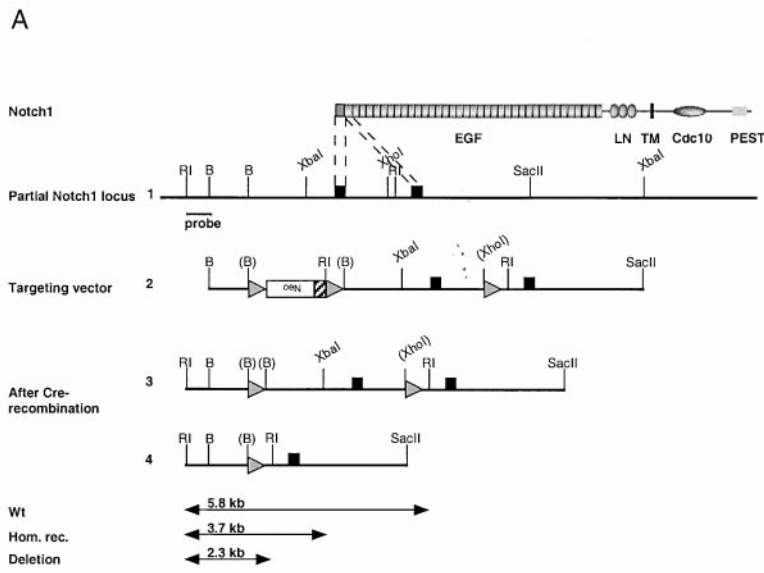 A
Notch1
EGF LN TM Cdc10 PEST
RI B B XbaI XhoI RI SacII XbaI
Partial Notch1 locus 1
probe
B (B) RI (B) XbaI (XhoI) RI SacII
Neo
Targeting vector 2
RI B (B) (B) XbaI (XhoI) RI SacII
After Cre-
recombination
3
RI B (B) RI SacII
4
Wt 5.8 kb
Hom. rec. 3.7 kb
Deletion 2.3 kb